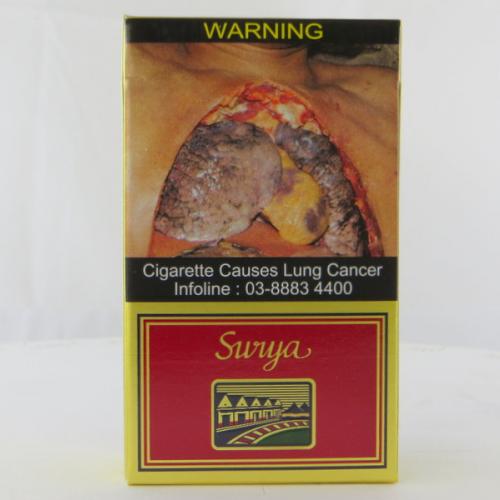 WARNING
Cigarette Causes Lung Cancer
Infoline : 03-8883 4400
Surya